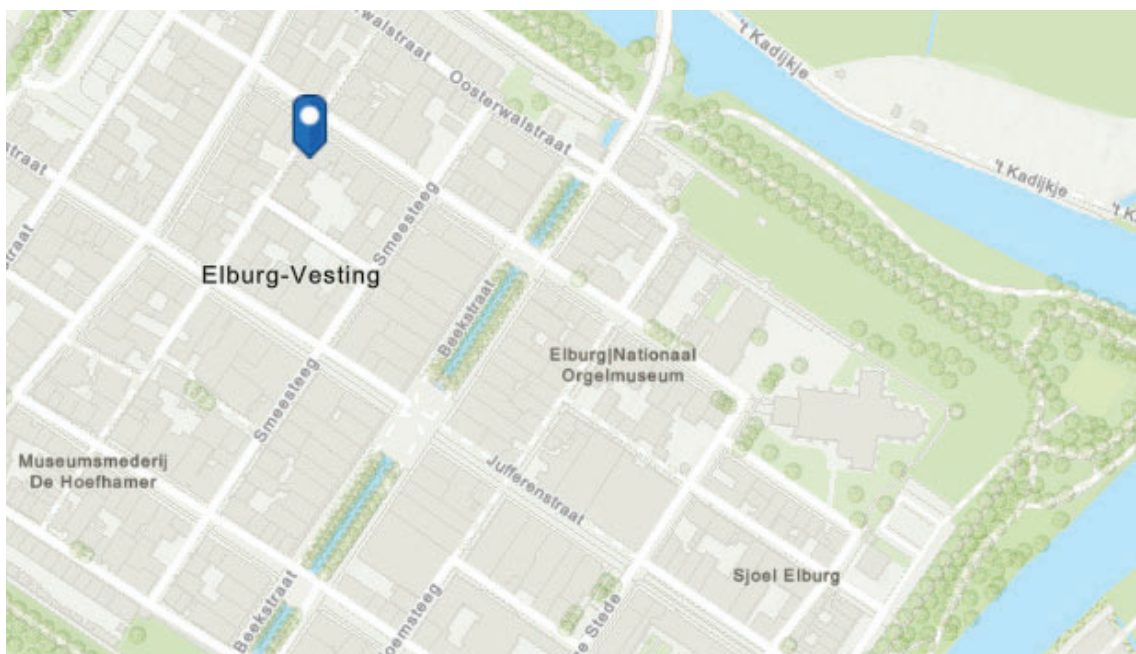 Oosterwalstraat
't Kadijkje
't Kadijkje
Smeesteeg
Elburg-Vesting
Beekstraat
Elburg|Nationaal
Orgelmuseum
Smeesteeg
Museumsmederij
De Hoefhamer
Jufferenstraat
Sjoel Elburg
Beekstraat